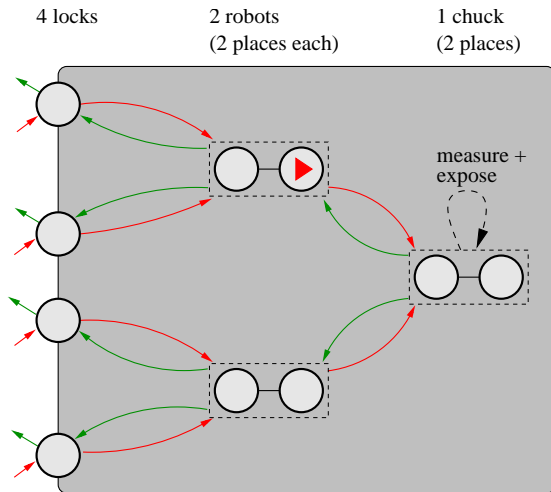 4 locks
2 robots
(2 places each)
1 chuck
(2 places)
measure +
expose